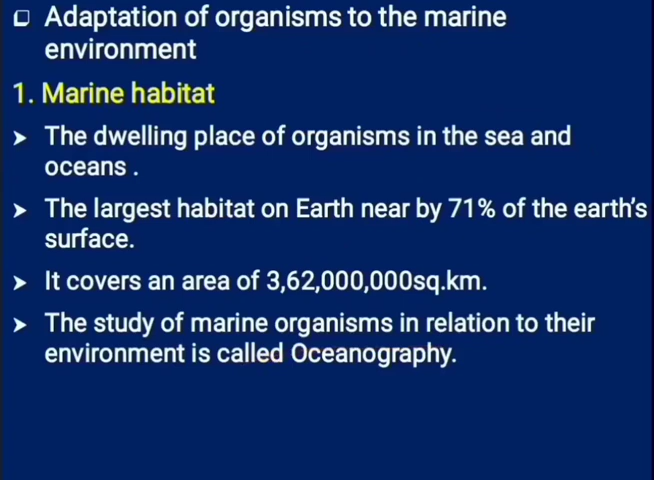 ❑ Adaptation of organisms to the marine
environment
1. Marine habitat
➤ The dwelling place of organisms in the sea and
oceans .
➤ The largest habitat on Earth near by 71% of the earth's
surface.
➤ It covers an area of 3,62,000,000sq.km.
➤ The study of marine organisms in relation to their
environment is called Oceanography.